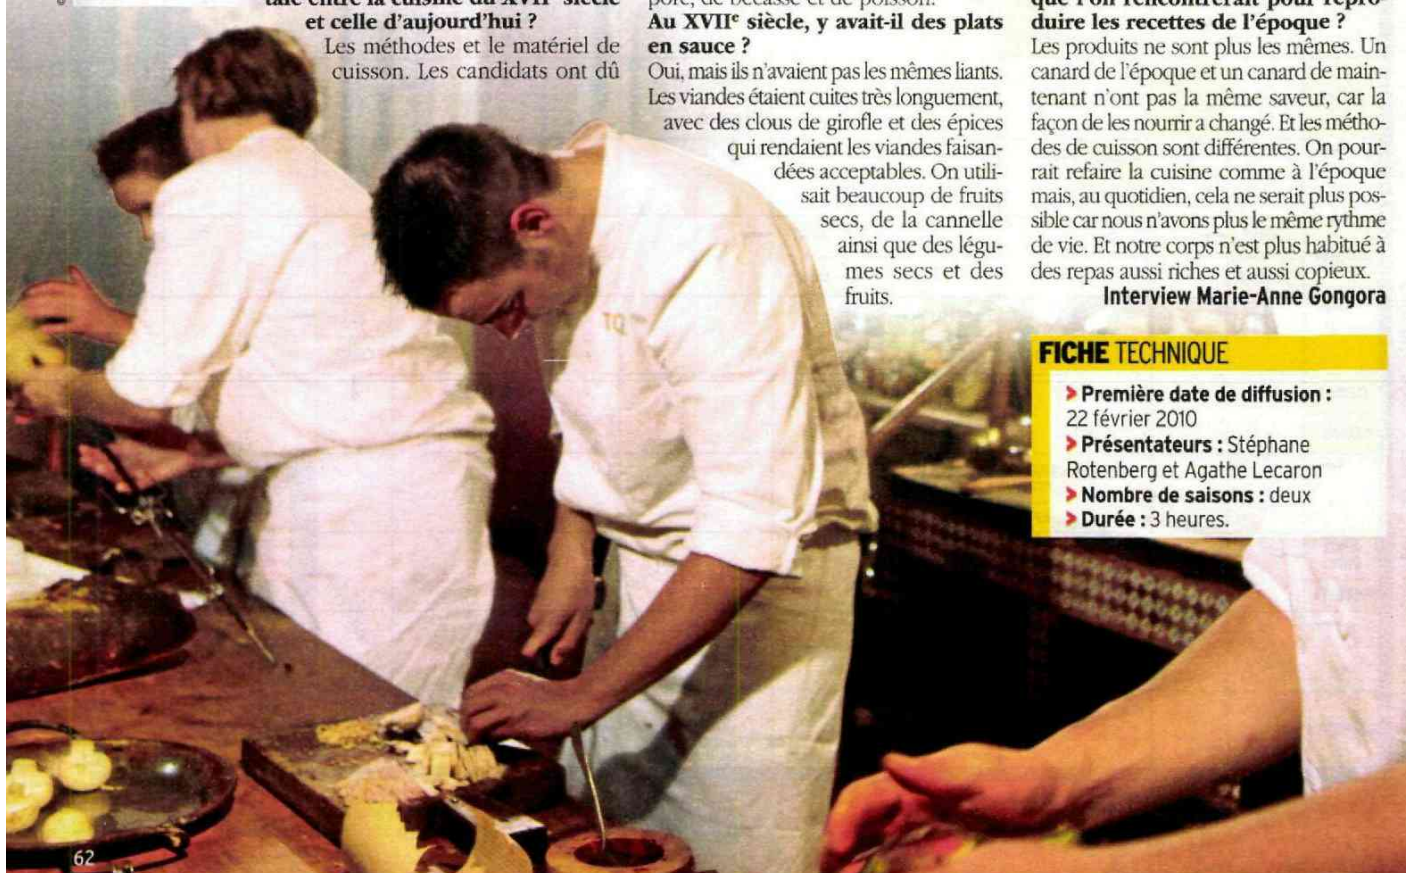 et celle d'aujourd'hui ?
Les méthodes et le matériel de
cuisson. Les candidats ont dû
Au XVIIᵉ siècle, y avait-il des plats
en sauce ?
Oui, mais ils n'avaient pas les mêmes liants.
Les viandes étaient cuites très longuement,
avec des clous de girofle et des épices
qui rendaient les viandes faisan-
dées acceptables. On utili-
sait beaucoup de fruits
secs, de la cannelle
ainsi que des légu-
mes secs et des
fruits.
duire les recettes de l'époque ?
Les produits ne sont plus les mêmes. Un
canard de l'époque et un canard de main-
tenant n'ont pas la même saveur, car la
façon de les nourrir a changé. Et les métho-
des de cuisson sont différentes. On pour-
rait refaire la cuisine comme à l'époque
mais, au quotidien, cela ne serait plus pos-
sible car nous n'avons plus le même rythme
de vie. Et notre corps n'est plus habitué à
des repas aussi riches et aussi copieux.
Interview Marie-Anne Gongora
FICHE TECHNIQUE
> Première date de diffusion :
22 février 2010
> Présentateurs : Stéphane
Rotenberg et Agathe Lecaron
> Nombre de saisons : deux
> Durée : 3 heures.
62